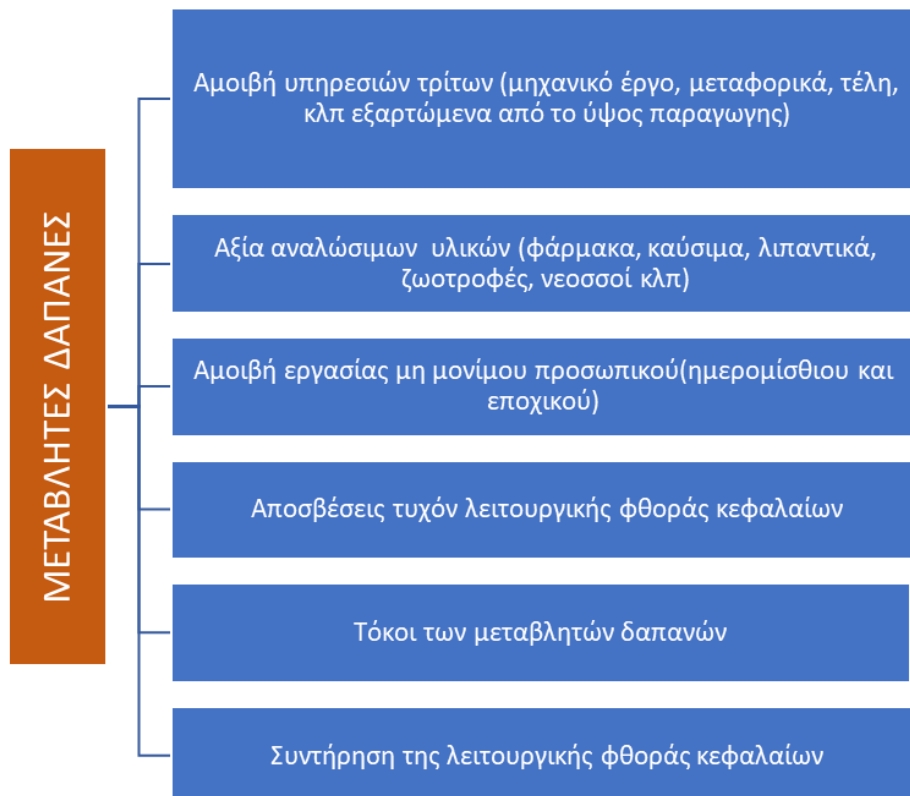 ΜΕΤΑΒΛΗΤΕΣ ΔΑΠΑΝΕΣ
Αμοιβή υπηρεσιών τρίτων (μηχανικό έργο, μεταφορικά, τέλη,
κλπ εξαρτώμενα από το ύψος παραγωγης)
Αξία αναλώσιμων υλικών (φάρμακα, καύσιμα, λιπαντικά,
ζωοτροφές, νεοσσοί κλπ)
Αμοιβή εργασίας μη μονίμου προσωπικού(ημερομίσθιου και
εποχικού)
Αποσβέσεις τυχόν λειτουργικής φθοράς κεφαλαίων
Τόκοι των μεταβλητών δαπανών
Συντήρηση της λειτουργικής φθοράς κεφαλαίων